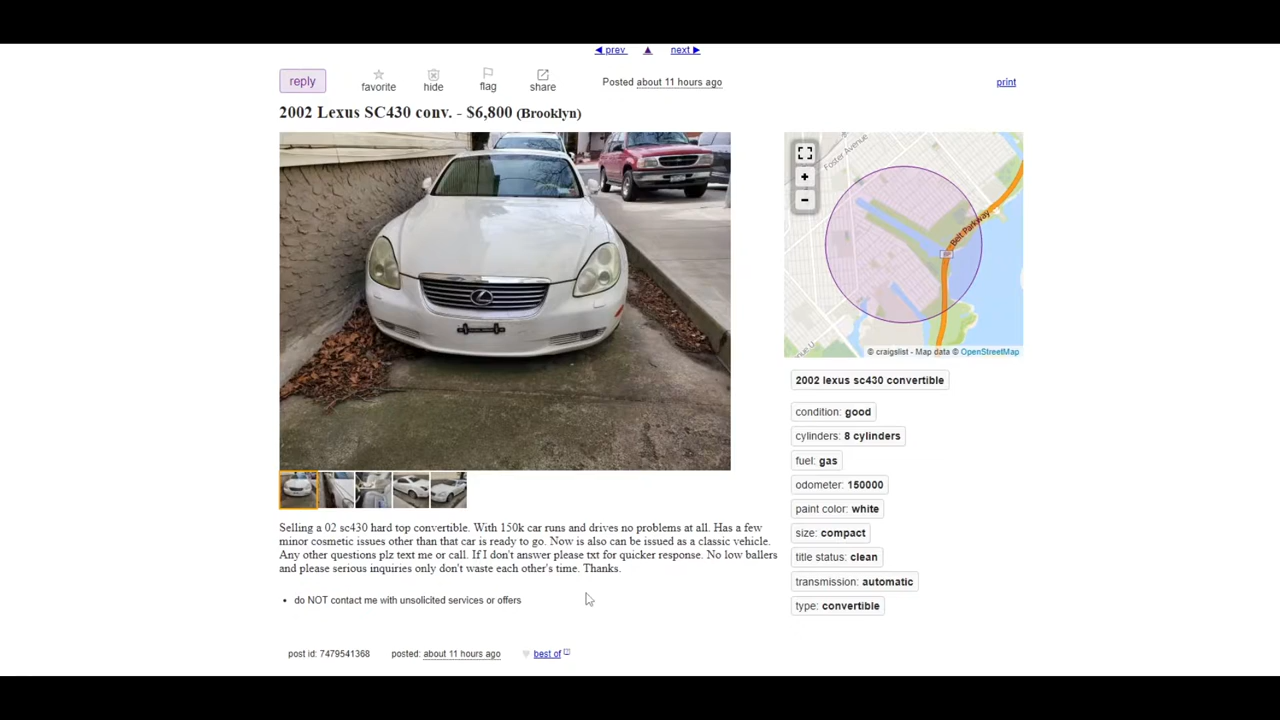 ◀ prev ▲ next ▶
reply
favorite
hide
flag
share
Posted about 11 hours ago
print
2002 Lexus SC430 conv. - $6,800 (Brooklyn)
Foster Avenue
+
-
Belt Parkway
BP
© craigslist - Map data © OpenStreetMap
2002 lexus sc430 convertible
condition: good
cylinders: 8 cylinders
fuel: gas
odometer: 150000
paint color: white
size: compact
title status: clean
transmission: automatic
type: convertible
Selling a 02 sc430 hard top convertible. With 150k car runs and drives no problems at all. Has a few
minor cosmetic issues other than that car is ready to go. Now is also can be issued as a classic vehicle.
Any other questions plz text me or call. If I don't answer please txt for quicker response. No low ballers
and please serious inquiries only don't waste each other's time. Thanks.
• do NOT contact me with unsolicited services or offers
post id: 7479541368
posted: about 11 hours ago
best of [?]